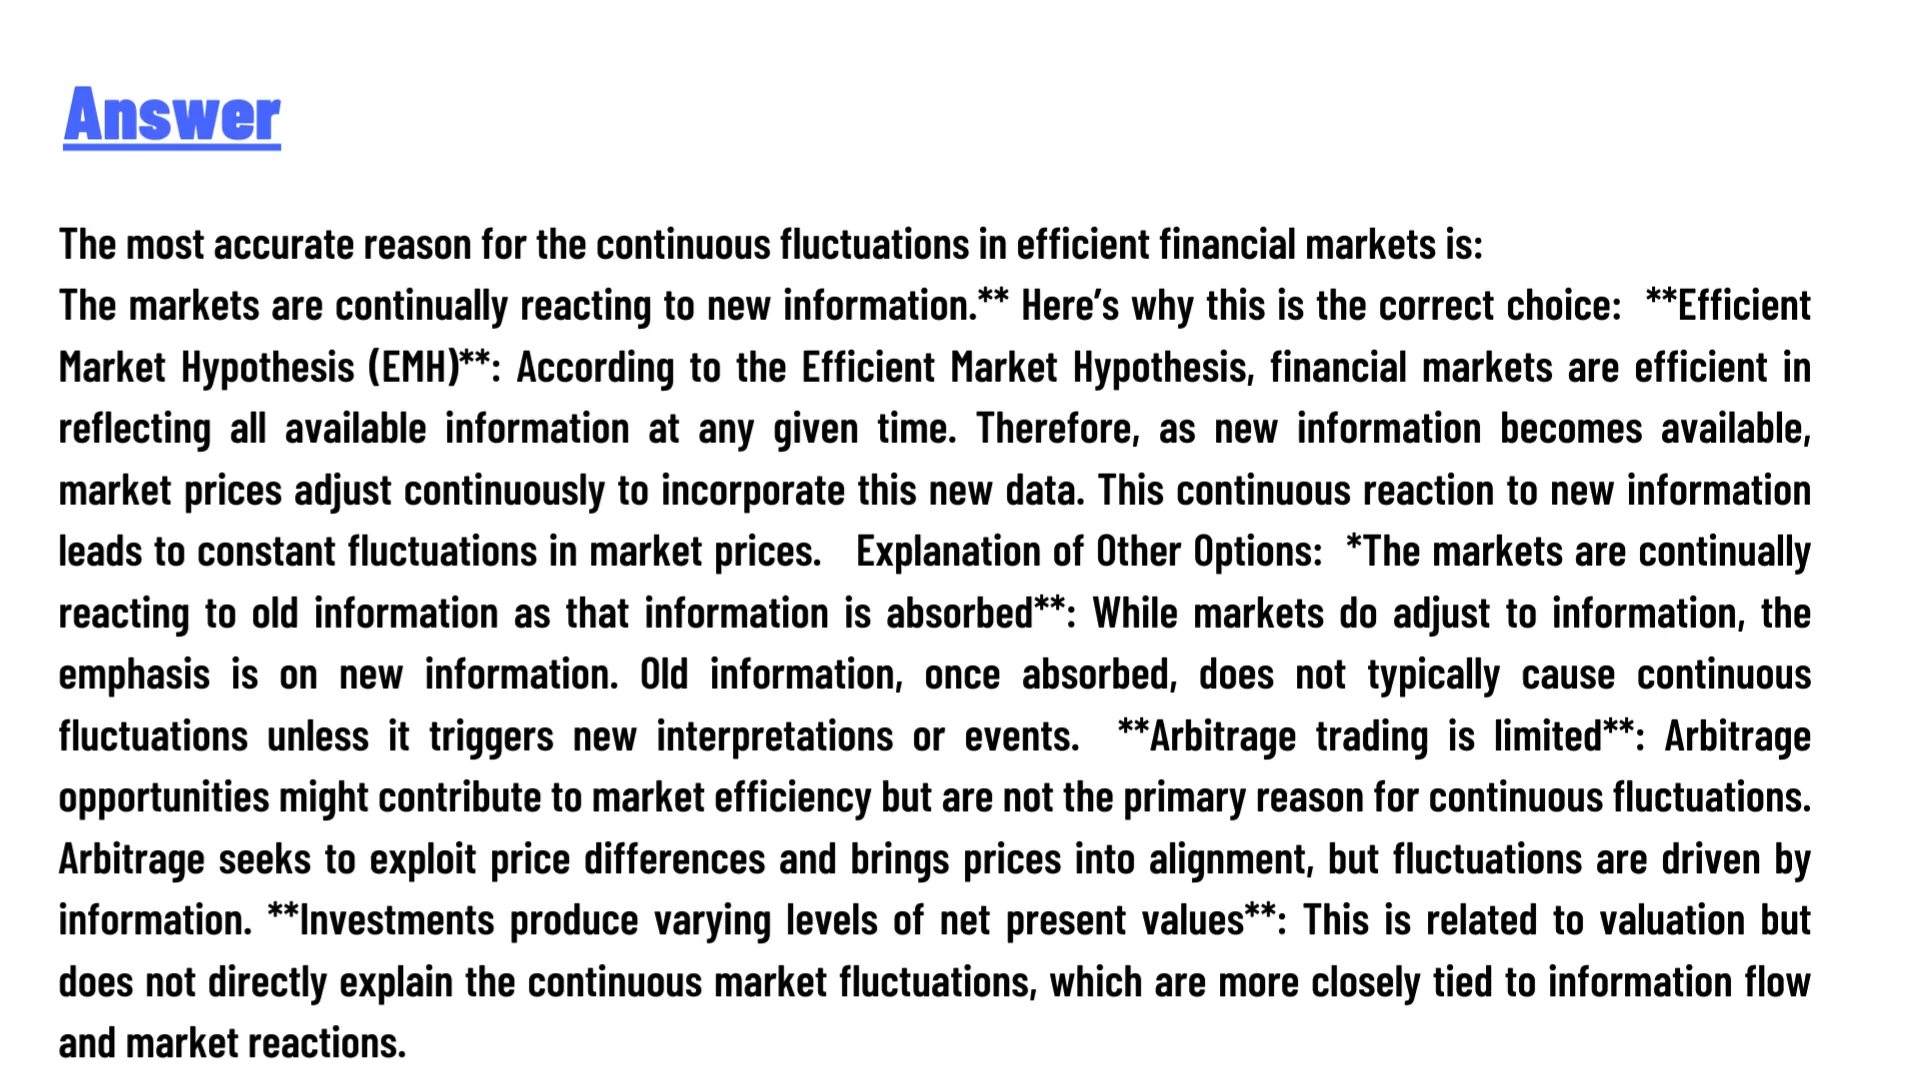 Answer
The most accurate reason for the continuous fluctuations in efficient financial markets is:
The markets are continually reacting to new information.** Here’s why this is the correct choice: **Efficient
Market Hypothesis (EMH)**: According to the Efficient Market Hypothesis, financial markets are efficient in
reflecting all available information at any given time. Therefore, as new information becomes available,
market prices adjust continuously to incorporate this new data. This continuous reaction to new information
leads to constant fluctuations in market prices. Explanation of Other Options: *The markets are continually
reacting to old information as that information is absorbed**: While markets do adjust to information, the
emphasis is on new information. Old information, once absorbed, does not typically cause continuous
fluctuations unless it triggers new interpretations or events. **Arbitrage trading is limited**: Arbitrage
opportunities might contribute to market efficiency but are not the primary reason for continuous fluctuations.
Arbitrage seeks to exploit price differences and brings prices into alignment, but fluctuations are driven by
information. **Investments produce varying levels of net present values**: This is related to valuation but
does not directly explain the continuous market fluctuations, which are more closely tied to information flow
and market reactions.